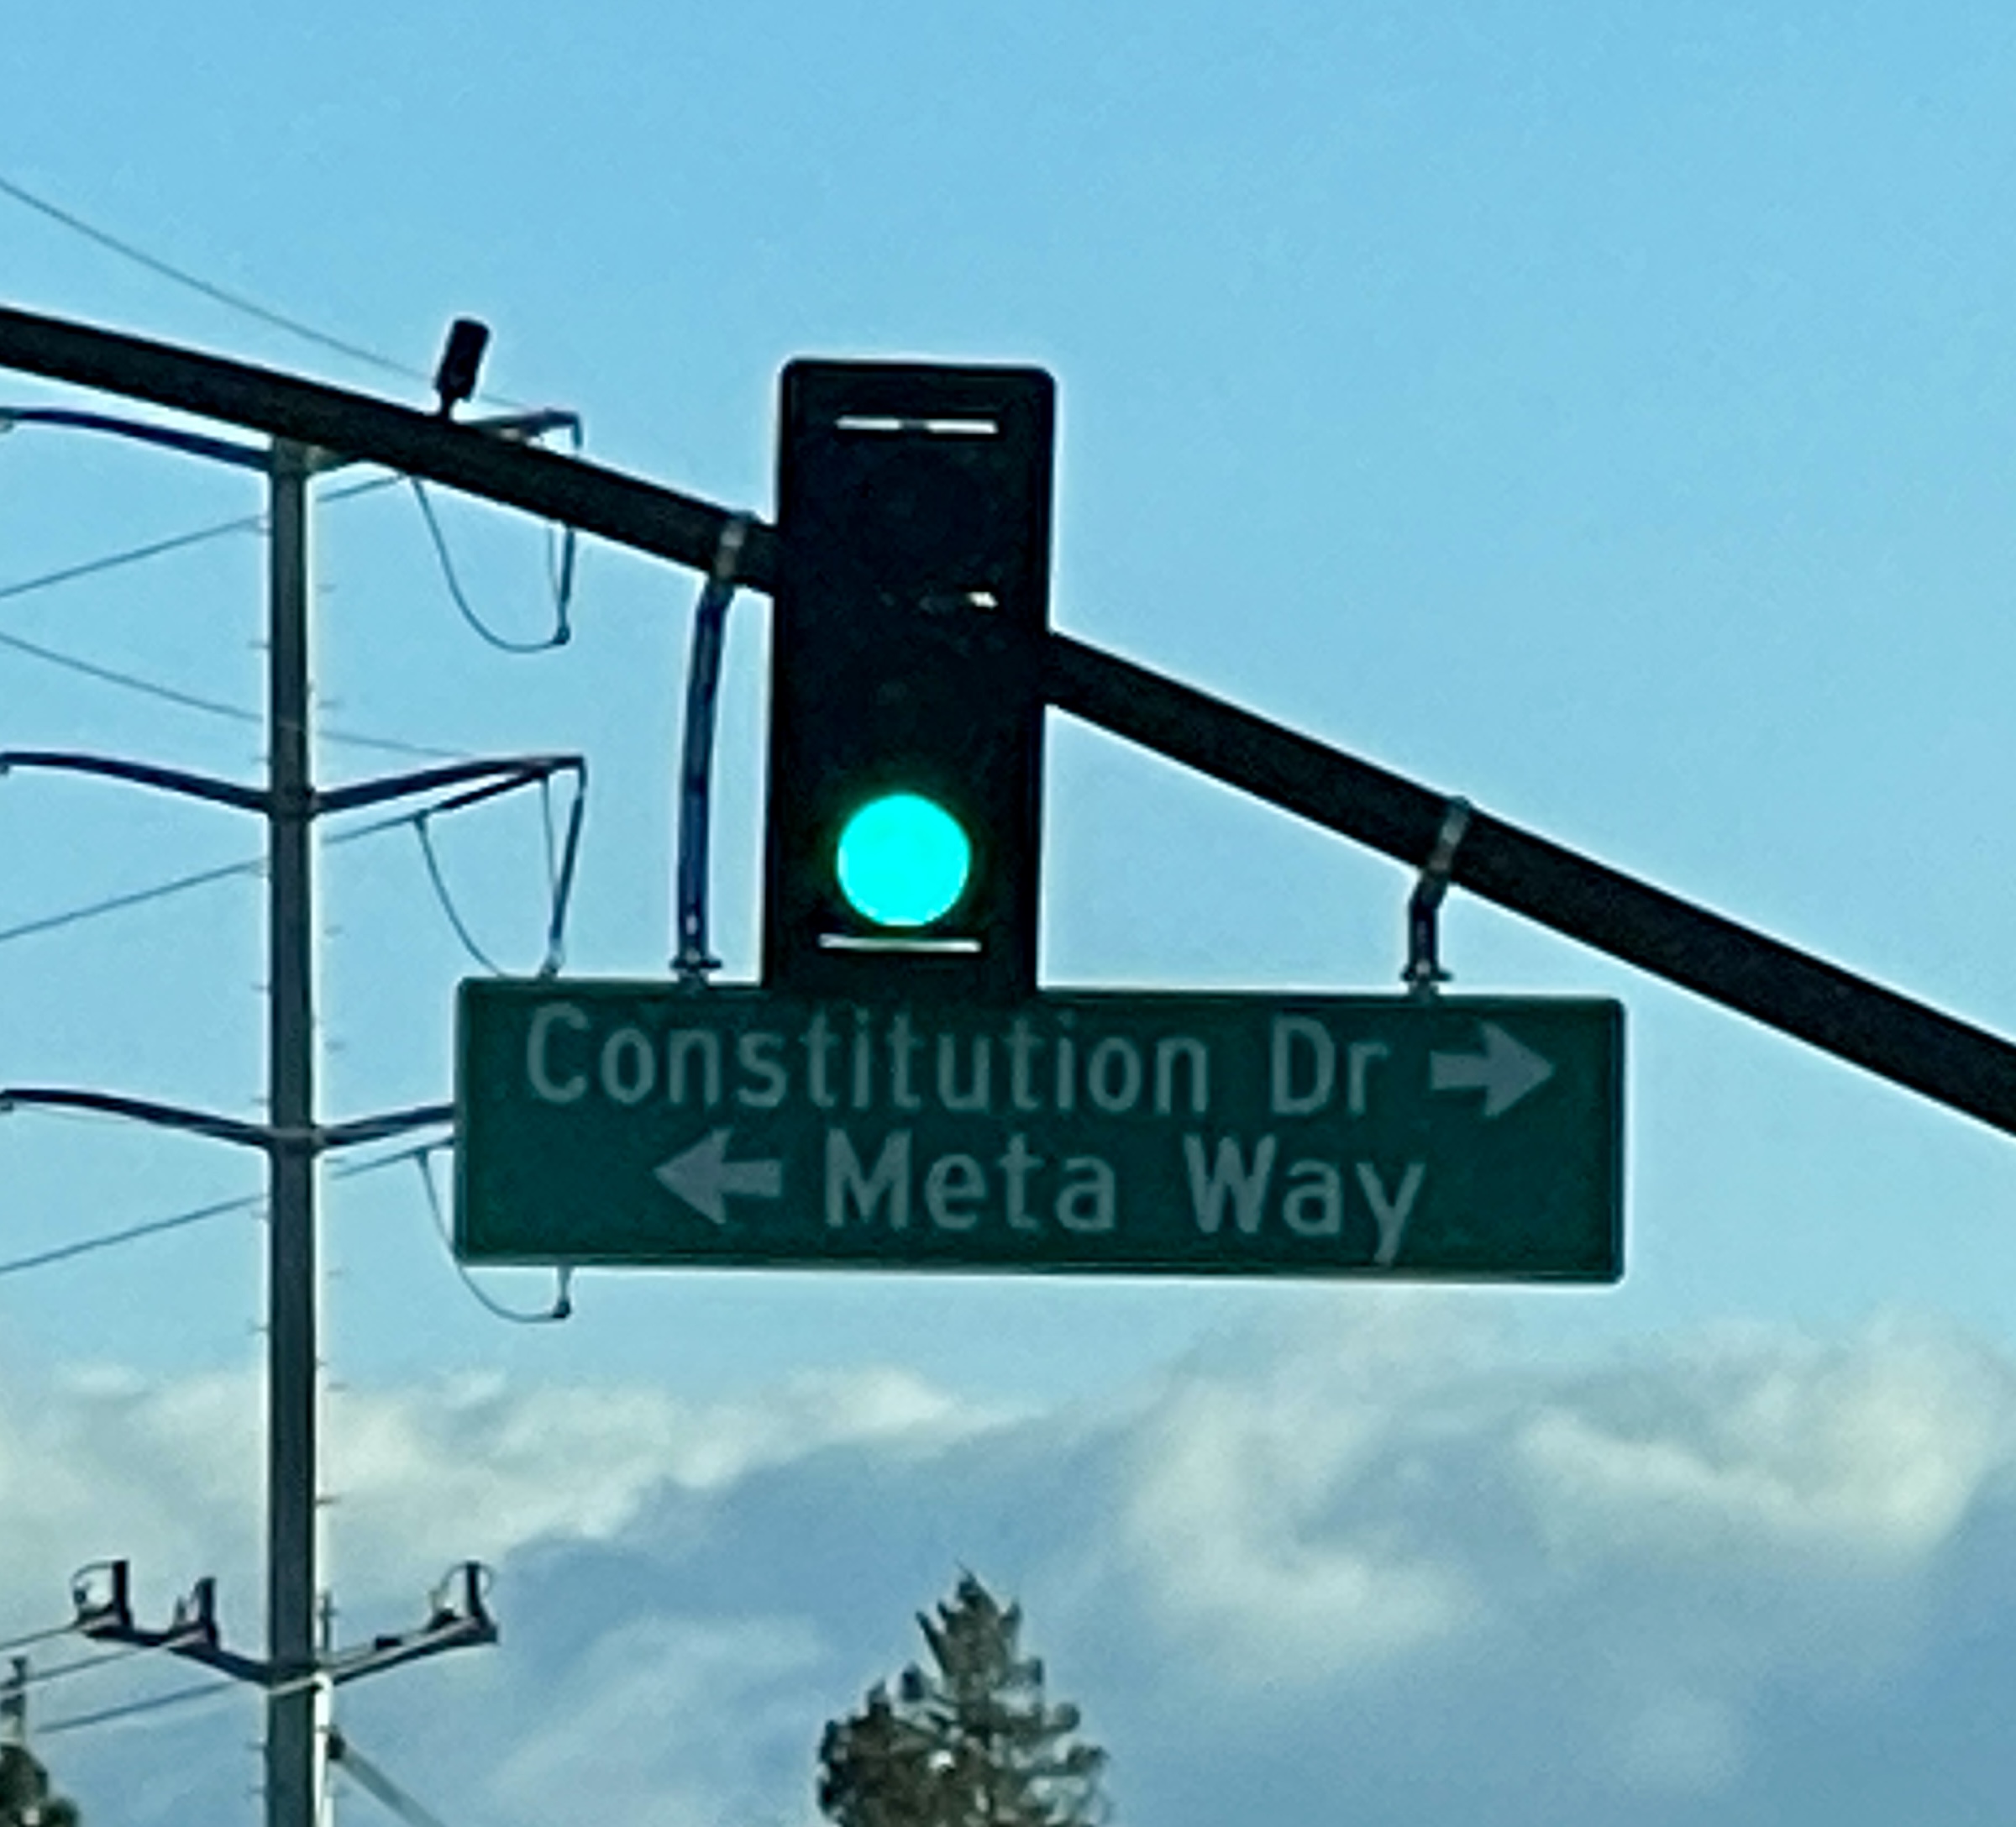 Constitution Dr →
← Meta Way